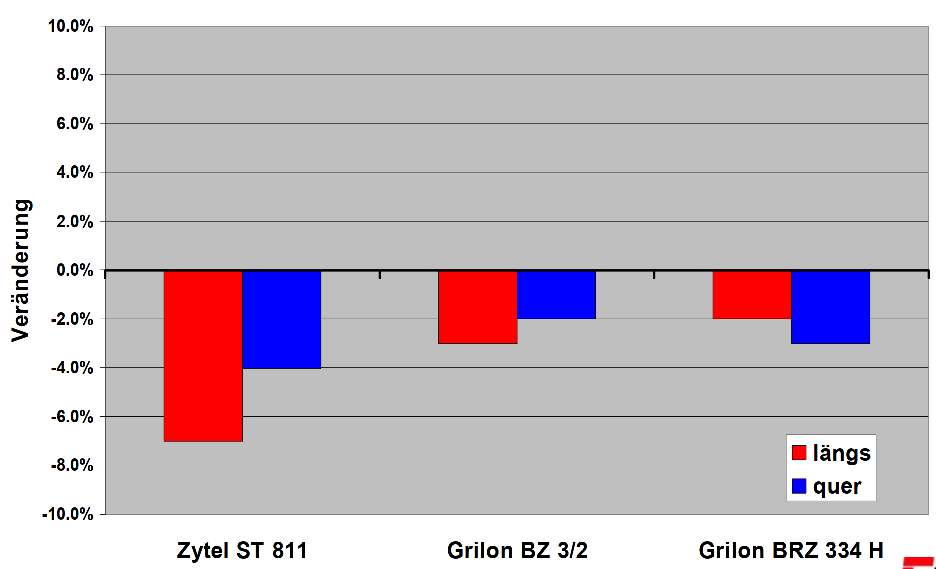 10.0%
8.0%
6.0%
4.0%
2.0%
0.0%
-2.0%
-4.0%
-6.0%
-8.0%
-10.0%
Veränderung
längs
quer
Zytel ST 811
Grilon BZ 3/2
Grilon BRZ 334 H